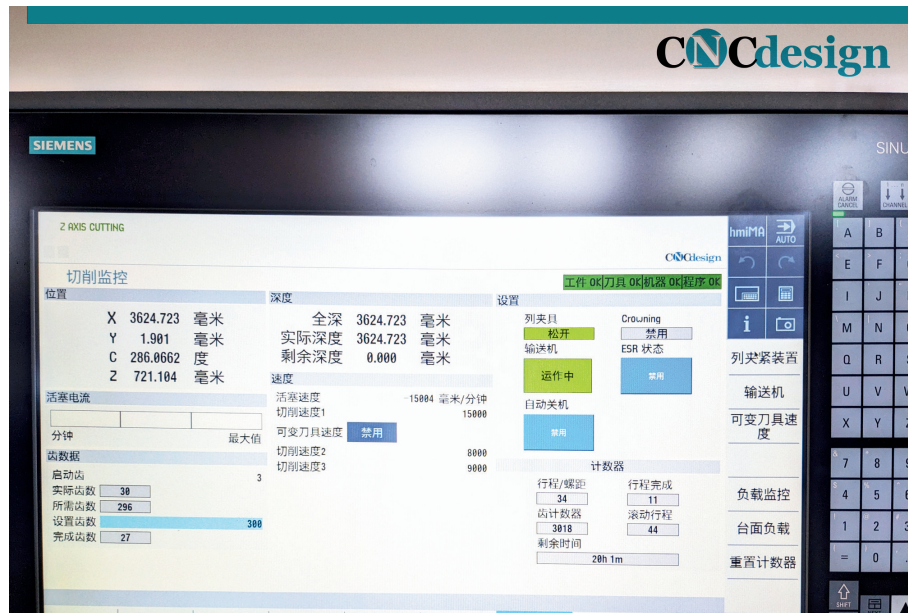 CNCdesign
SIEMENS
SINU
ALARM CANCEL
CHANNEL
Z AXIS CUTTING
hmiMA
AUTO
CNCdesign
切削监控
工件 OK 刀具 OK 机器 OK 程序 OK
位置
X 3624.723 毫米
Y 1.901 毫米
C 286.0662 度
Z 721.104 毫米
活塞电流
分钟 最大值
齿数据
启动齿 3
实际齿数 30
所需齿数 296
设置齿数 300
完成齿数 27
深度
全深 3624.723 毫米
实际深度 3624.723 毫米
剩余深度 0.000 毫米
速度
活塞速度 -15004 毫米/分钟
切削速度1 15000
可变刀具速度 禁用
切削速度2 8000
切削速度3 9000
设置
列夹具 Crowning
松开 禁用
输送机 ESR 状态
运作中 禁用
自动关机
禁用
计数器
行程/螺距 行程完成
34 11
齿计数器 滚动行程
3018 44
剩余时间
20h 1m
列夹紧装置
输送机
可变刀具速度
负载监控
台面负载
重置计数器
A B
E F
I J
M N
Q R
U V
X Y Z
7 8 9
4 5 6
1 2 3
= 0
SHIFT